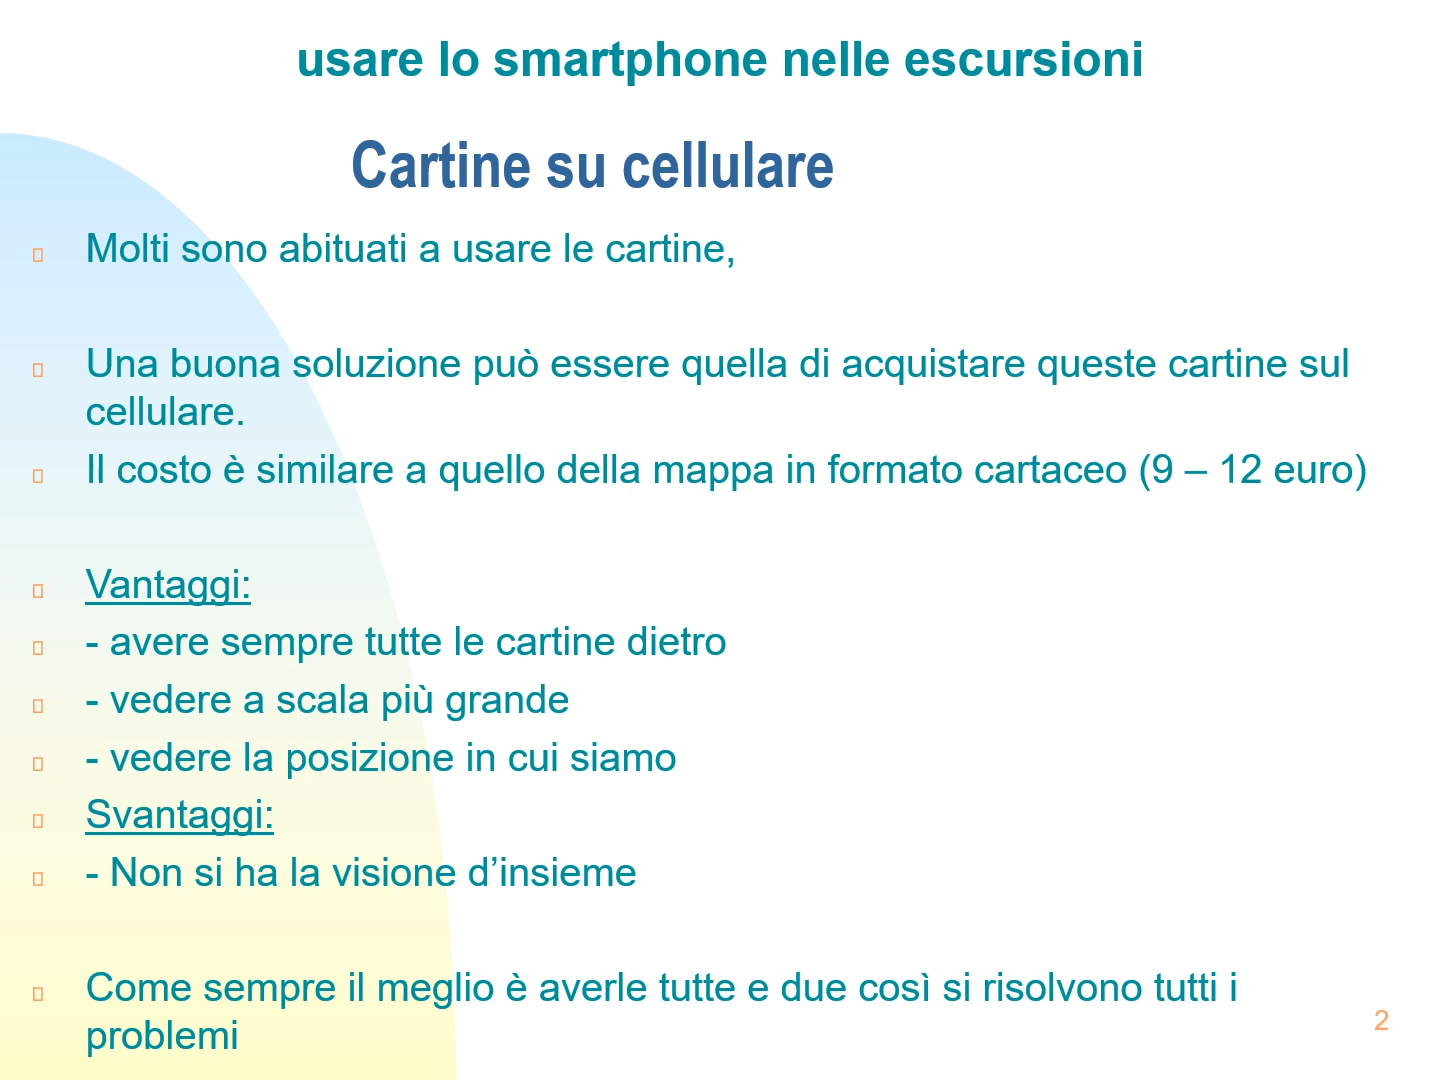 usare lo smartphone nelle escursioni
Cartine su cellulare
Molti sono abituati a usare le cartine,
Una buona soluzione può essere quella di acquistare queste cartine sul
cellulare.
Il costo è similare a quello della mappa in formato cartaceo (9 – 12 euro)
Vantaggi:
- avere sempre tutte le cartine dietro
- vedere a scala più grande
- vedere la posizione in cui siamo
Svantaggi:
- Non si ha la visione d’insieme
Come sempre il meglio è averle tutte e due così si risolvono tutti i
problemi
2